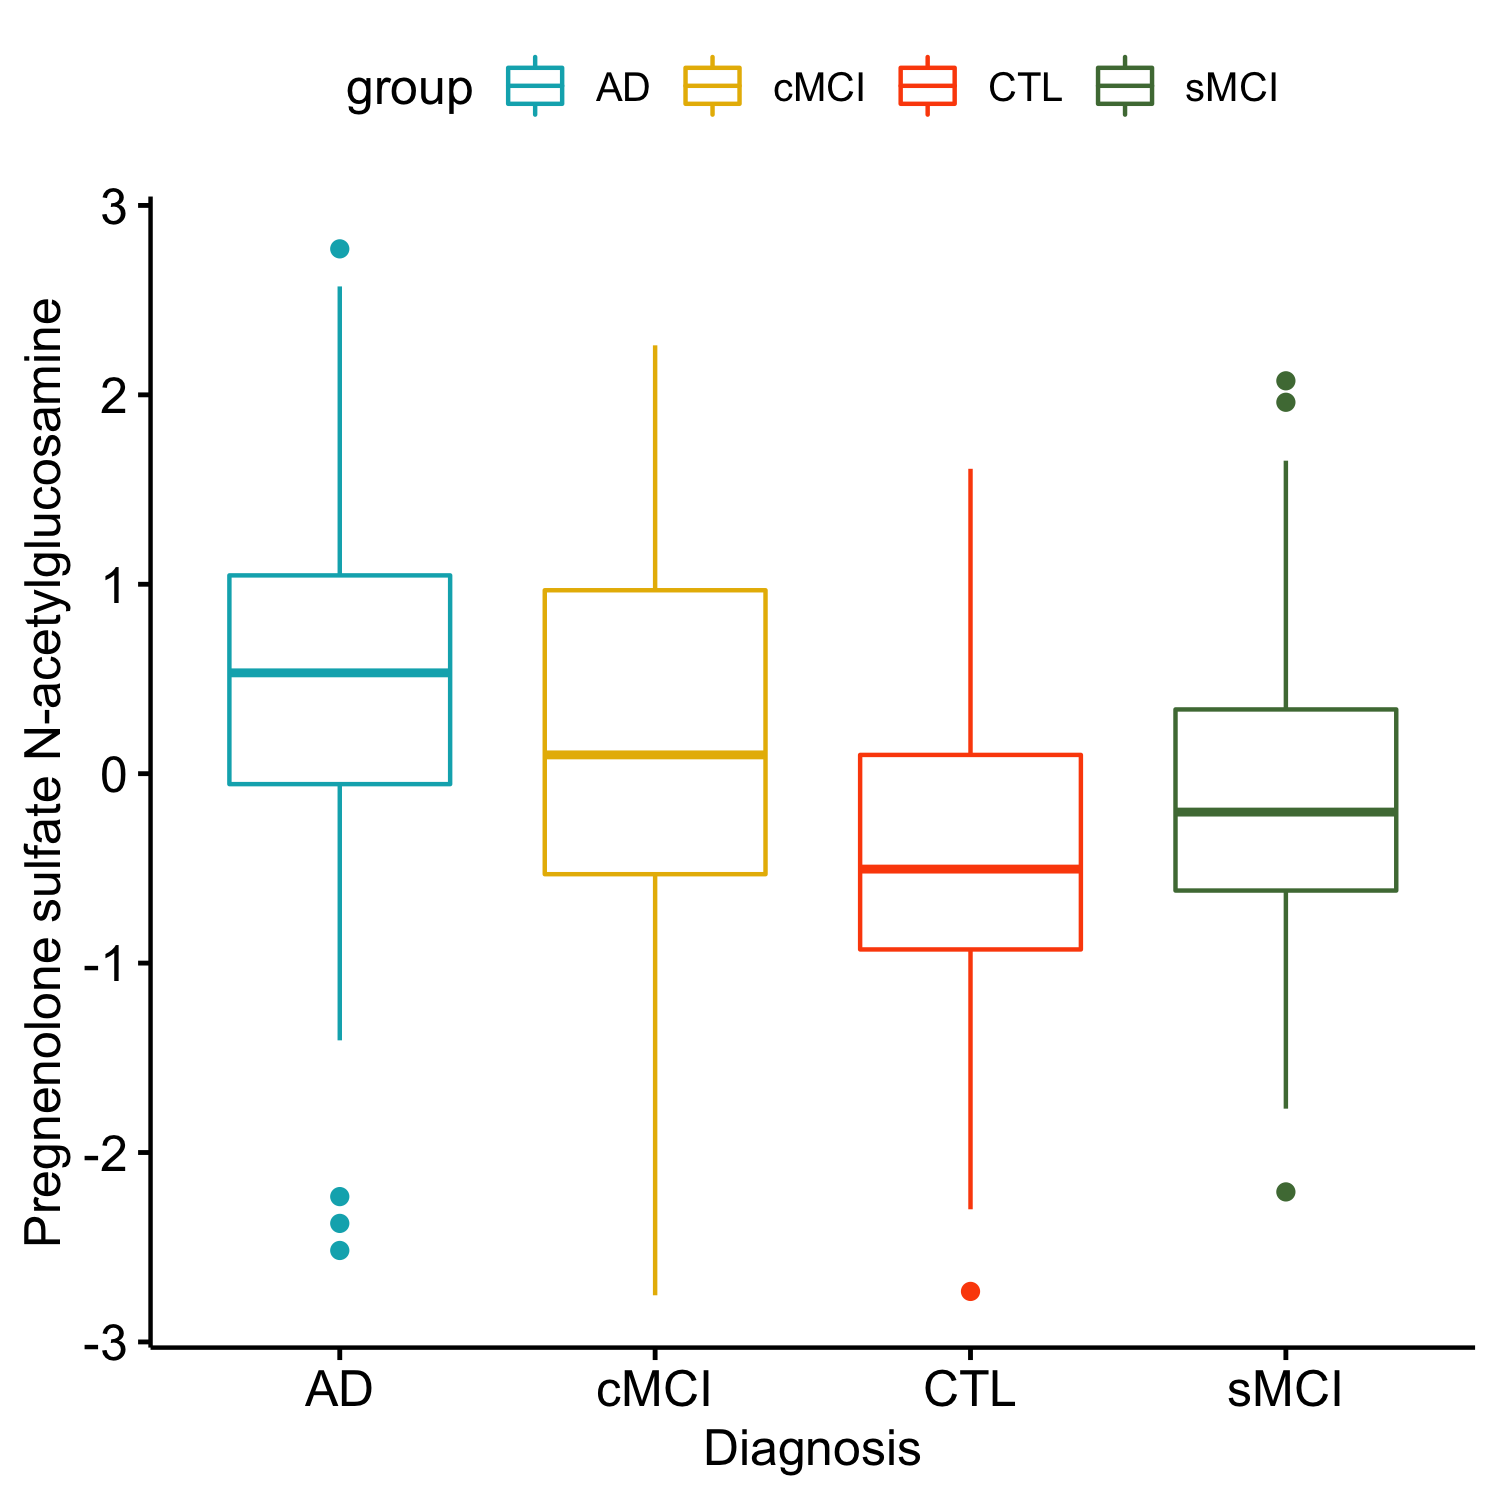 group AD cMCI CTL sMCI
Pregnenolone sulfate N-acetylglucosamine
3
2
1
0
-1
-2
-3
AD cMCI CTL sMCI
Diagnosis